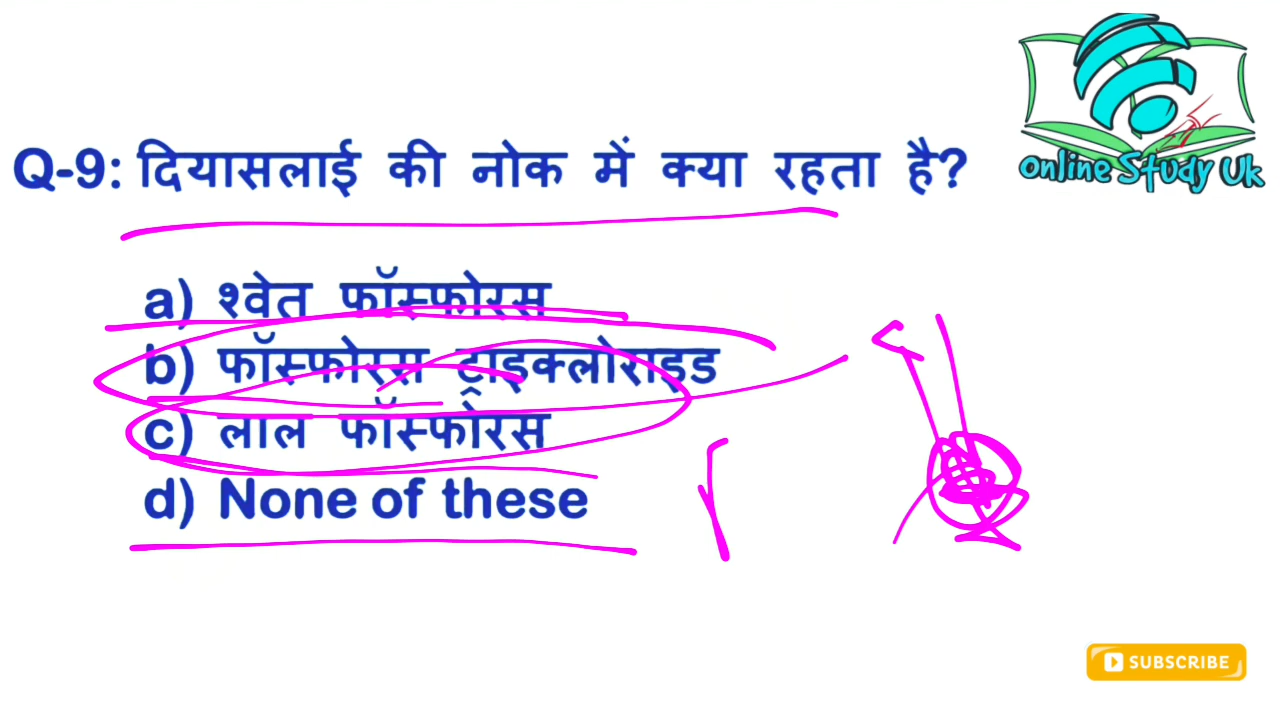 Online Study Uk
Q-9: दियासलाई की नोक में क्या रहता है?
a) श्वेत फॉस्फोरस
b) फॉस्फोरस ट्राइक्लोराइड
c) लाल फॉस्फोरस
d) None of these
SUBSCRIBE